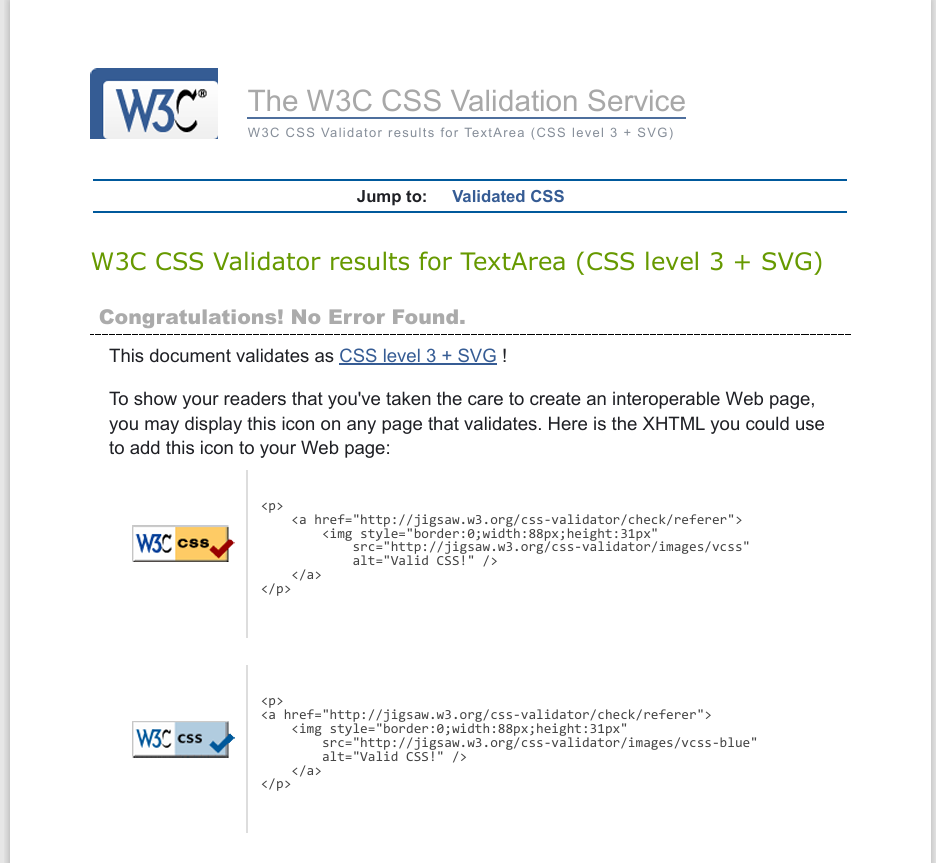 W3C®
The W3C CSS Validation Service
W3C CSS Validator results for TextArea (CSS level 3 + SVG)
Jump to: Validated CSS
W3C CSS Validator results for TextArea (CSS level 3 + SVG)
Congratulations! No Error Found.
This document validates as CSS level 3 + SVG !
To show your readers that you've taken the care to create an interoperable Web page,
you may display this icon on any page that validates. Here is the XHTML you could use
to add this icon to your Web page:
W3C css
<p>
    <a href="http://jigsaw.w3.org/css-validator/check/referer">
        <img style="border:0;width:88px;height:31px"
            src="http://jigsaw.w3.org/css-validator/images/vcss"
            alt="Valid CSS!" />
    </a>
</p>
W3C css
<p>
<a href="http://jigsaw.w3.org/css-validator/check/referer">
    <img style="border:0;width:88px;height:31px"
        src="http://jigsaw.w3.org/css-validator/images/vcss-blue"
        alt="Valid CSS!" />
    </a>
</p>